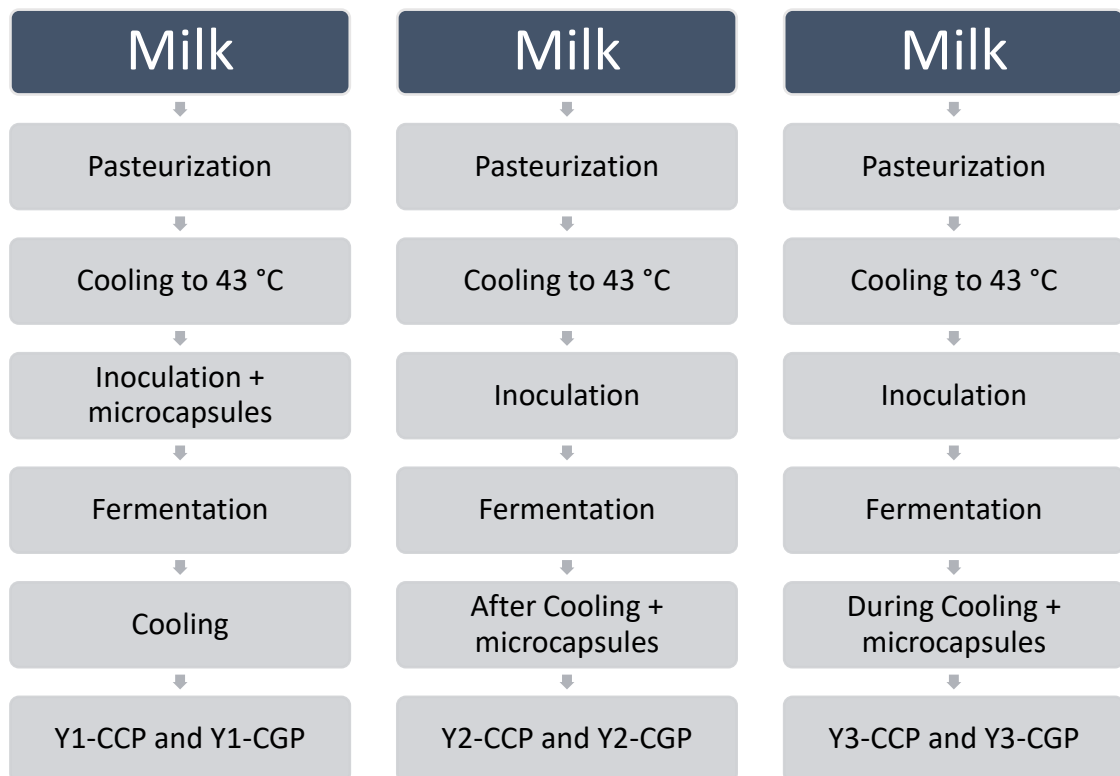 Milk
Pasteurization
Cooling to 43 °C
Inoculation +
microcapsules
Fermentation
Cooling
Y1-CCP and Y1-CGP
Milk
Pasteurization
Cooling to 43 °C
Inoculation
Fermentation
After Cooling +
microcapsules
Y2-CCP and Y2-CGP
Milk
Pasteurization
Cooling to 43 °C
Inoculation
Fermentation
During Cooling +
microcapsules
Y3-CCP and Y3-CGP